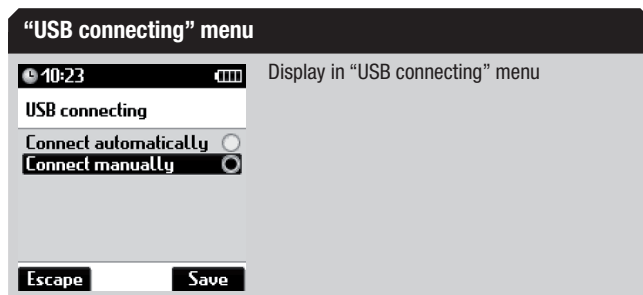 “USB connecting” menu
10:23
USB connecting
Connect automatically
Connect manually
Escape
Save
Display in “USB connecting” menu